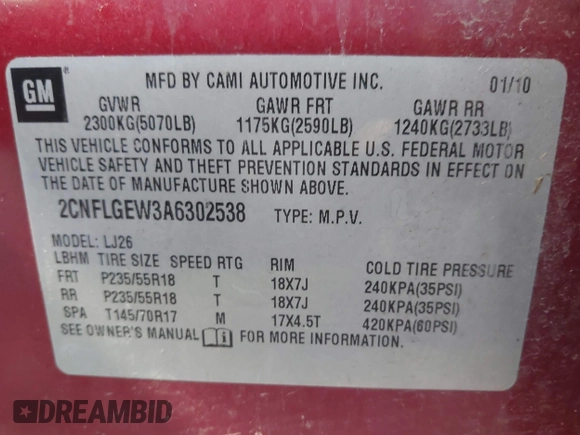 GM
MFD BY CAMI AUTOMOTIVE INC. 01/10
GVWR GAWR FRT GAWR RR
2300KG(5070LB) 1175KG(2590LB) 1240KG(2733LB)
THIS VEHICLE CONFORMS TO ALL APPLICABLE U.S. FEDERAL MOTOR
VEHICLE SAFETY AND THEFT PREVENTION STANDARDS IN EFFECT ON
THE DATE OF MANUFACTURE SHOWN ABOVE.
2CNFLGEW3A6302538 TYPE: M.P.V.
MODEL: LJ26
LBHM TIRE SIZE SPEED RTG RIM COLD TIRE PRESSURE
FRT P235/55R18 T 18X7J 240KPA(35PSI)
RR P235/55R18 T 18X7J 240KPA(35PSI)
SPA T145/70R17 M 17X4.5T 420KPA(60PSI)
SEE OWNER'S MANUAL FOR MORE INFORMATION.
DREAMBID